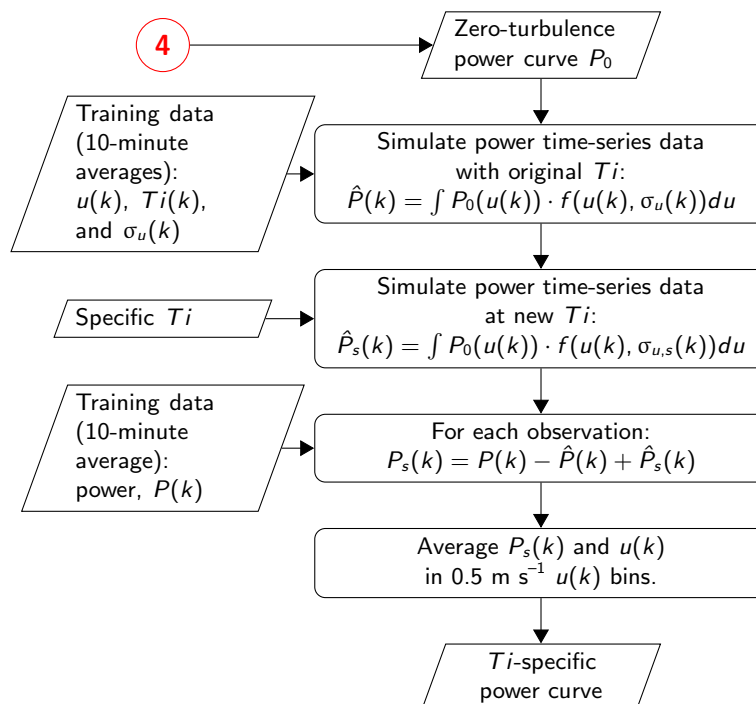 4
Zero-turbulence
power curve P₀
Training data
(10-minute
averages):
u(k), Ti(k),
and σᵤ(k)
Simulate power time-series data
with original Ti:
P̂(k) = ∫ P₀(u(k)) · f(u(k), σᵤ(k))du
Specific Ti
Simulate power time-series data
at new Ti:
P̂ₛ(k) = ∫ P₀(u(k)) · f(u(k), σᵤ,ₛ(k))du
Training data
(10-minute
average):
power, P(k)
For each observation:
Pₛ(k) = P(k) − P̂(k) + P̂ₛ(k)
Average Pₛ(k) and u(k)
in 0.5 m s⁻¹ u(k) bins.
Ti-specific
power curve